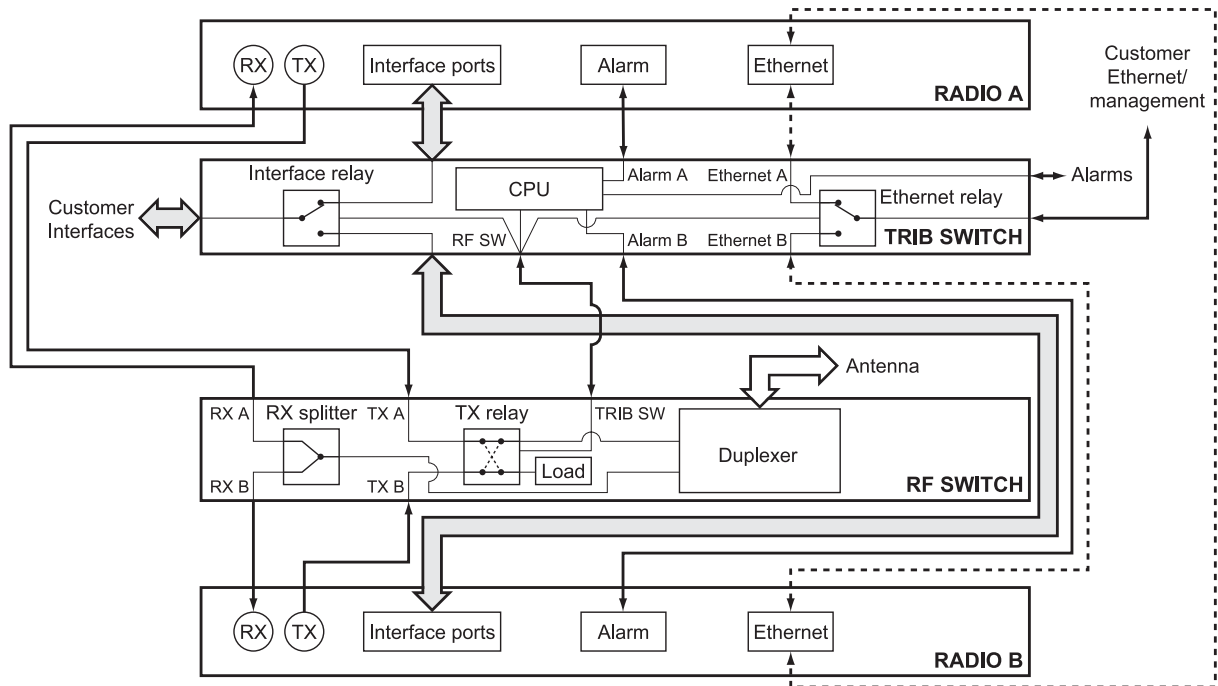 RX
TX
Interface ports
Alarm
Ethernet
RADIO A
Customer
Ethernet/
management
Interface relay
CPU
Alarm A
Ethernet A
Ethernet relay
Alarms
Customer
Interfaces
RF SW
Alarm B
Ethernet B
TRIB SWITCH
Antenna
RX A
RX splitter
TX A
TX relay
TRIB SW
Duplexer
Load
RX B
TX B
RF SWITCH
RX
TX
Interface ports
Alarm
Ethernet
RADIO B